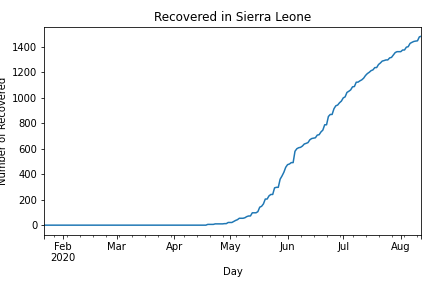 Recovered in Sierra Leone
Number of Recovered
1400
1200
1000
800
600
400
200
0
Feb Mar Apr May Jun Jul Aug
2020
Day